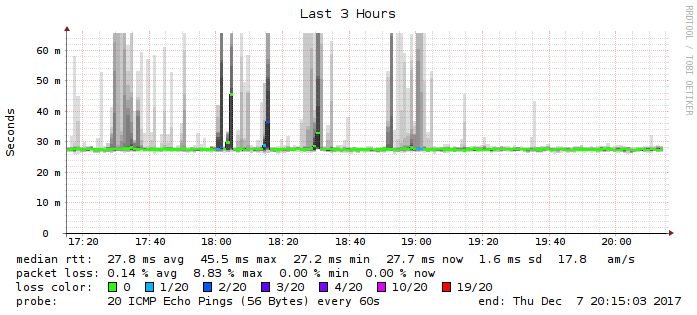 Last 3 Hours
RRDTOOL / TOBI OETIKER
Seconds
60 m
50 m
40 m
30 m
20 m
10 m
0
17:20 17:40 18:00 18:20 18:40 19:00 19:20 19:40 20:00
median rtt: 27.8 ms avg 45.5 ms max 27.2 ms min 27.7 ms now 1.6 ms sd 17.8 am/s
packet loss: 0.14 % avg 8.83 % max 0.00 % min 0.00 % now
loss color: 0 1/20 2/20 3/20 4/20 10/20 19/20
probe: 20 ICMP Echo Pings (56 Bytes) every 60s end: Thu Dec 7 20:15:03 2017